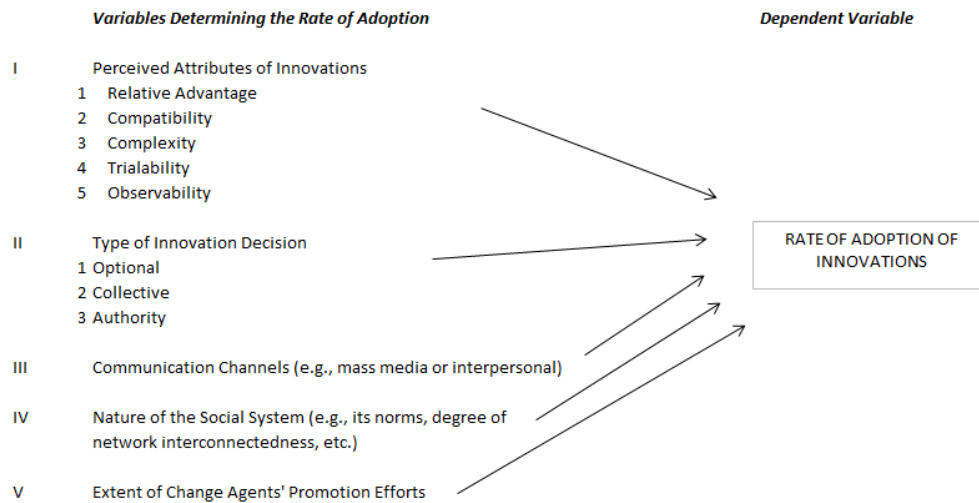 Variables Determining the Rate of Adoption
Dependent Variable
I Perceived Attributes of Innovations
1 Relative Advantage
2 Compatibility
3 Complexity
4 Trialability
5 Observability
II Type of Innovation Decision
1 Optional
2 Collective
3 Authority
III Communication Channels (e.g., mass media or interpersonal)
IV Nature of the Social System (e.g., its norms, degree of
network interconnectedness, etc.)
V Extent of Change Agents' Promotion Efforts
RATE OF ADOPTION OF
INNOVATIONS